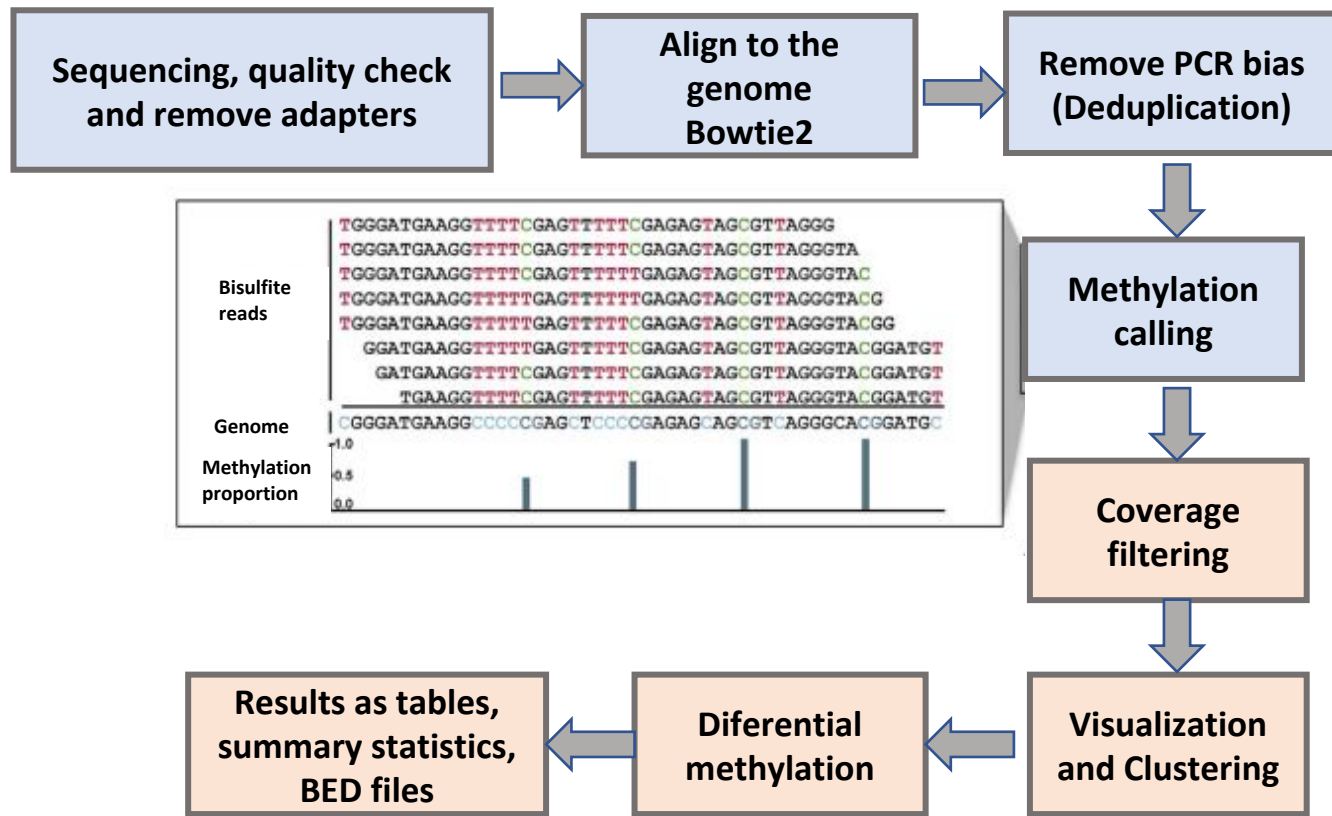 Sequencing, quality check
and remove adapters
Align to the
genome
Bowtie2
Remove PCR bias
(Deduplication)
Bisulfite
reads
TGGGATGAAGGTTTTCGAGTTTTTCGAGAGTAGCGTTAGGG
TGGGATGAAGGTTTTCGAGTTTTTCGAGAGTAGCGTTAGGGTA
TGGGATGAAGGTTTTCGAGTTTTTTGAGAGTAGCGTTAGGGTAC
TGGGATGAAGGTTTTTGAGTTTTTTGAGAGTAGCGTTAGGGTACG
TGGGATGAAGGTTTTTGAGTTTTTCGAGAGTAGCGTTAGGGTACGG
GGATGAAGGTTTTTGAGTTTTTCGAGAGTAGCGTTAGGGTACGGATGT
GATGAAGGTTTTCGAGTTTTTCGAGAGTAGCGTTAGGGTACGGATGT
TGAAGGTTTTCGAGTTTTTCGAGAGTAGCGTTAGGGTACGGATGT
Genome
CGGGATGAAGGCCCCCGAGCTCCCCGAGAGCAGCGTCAGGGCACGGATGC
Methylation
proportion
1.0
0.5
0.0
Methylation
calling
Coverage
filtering
Visualization
and Clustering
Diferential
methylation
Results as tables,
summary statistics,
BED files